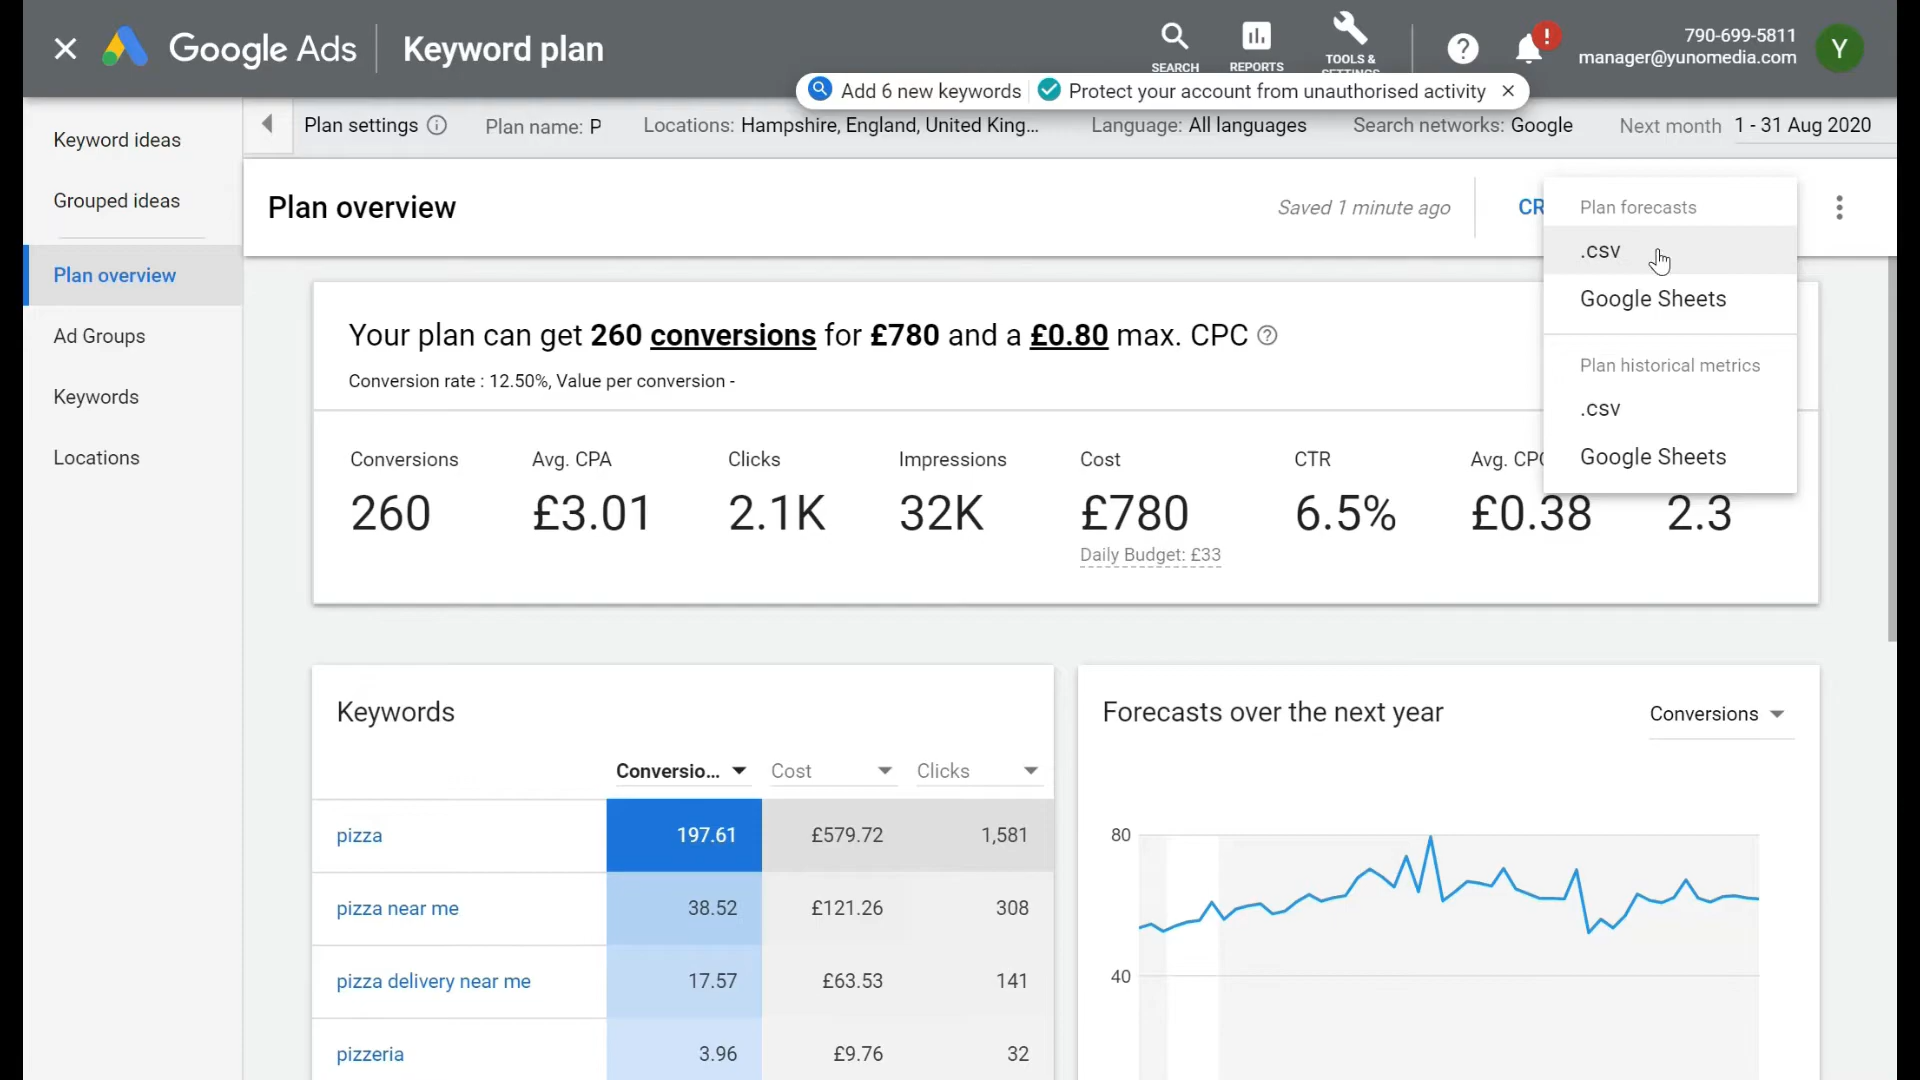 Google Ads
Keyword plan
SEARCH
REPORTS
TOOLS &
SETTINGS
!
790-699-5811
manager@yunomedia.com
Y
Add 6 new keywords
Protect your account from unauthorised activity
Plan settings
Plan name: P
Locations: Hampshire, England, United King...
Language: All languages
Search networks: Google
Next month 1 - 31 Aug 2020
Keyword ideas
Grouped ideas
Plan overview
Ad Groups
Keywords
Locations
Plan overview
Saved 1 minute ago
CR
Plan forecasts
.csv
Google Sheets
Plan historical metrics
.csv
Google Sheets
Your plan can get 260 conversions for £780 and a £0.80 max. CPC
Conversion rate : 12.50%, Value per conversion -
Conversions Avg. CPA Clicks Impressions Cost CTR Avg. CPC
260 £3.01 2.1K 32K £780 6.5% £0.38 2.3
Daily Budget: £33
Keywords
Conversio... Cost Clicks
pizza 197.61 £579.72 1,581
pizza near me 38.52 £121.26 308
pizza delivery near me 17.57 £63.53 141
pizzeria 3.96 £9.76 32
Forecasts over the next year
Conversions
80
40